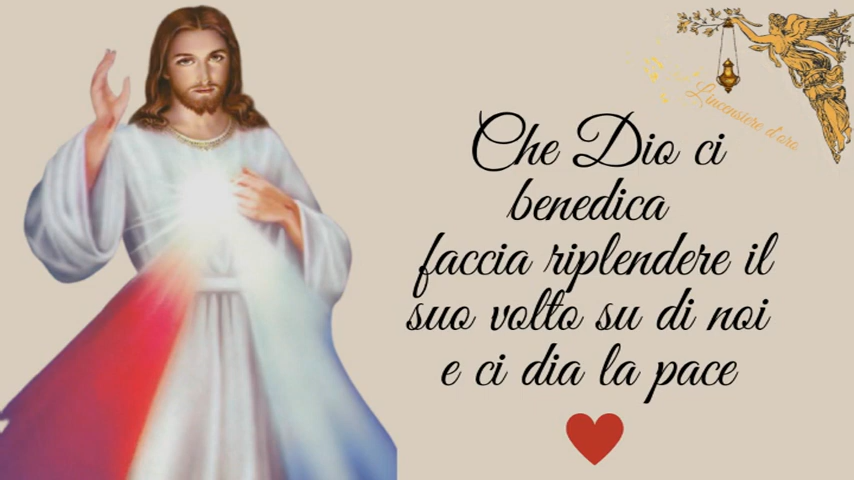 L'incensiere d'oro
Che Dio ci
benedica
faccia riplendere il
suo volto su di noi
e ci dia la pace